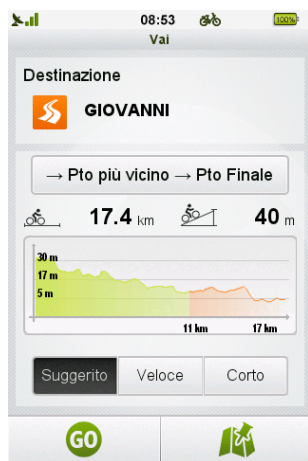 08:53 100%
Vai
Destinazione
GIOVANNI
→ Pto più vicino → Pto Finale
17.4 km 40 m
30 m
17 m
5 m
11 km 17 km
Suggerito Veloce Corto
GO